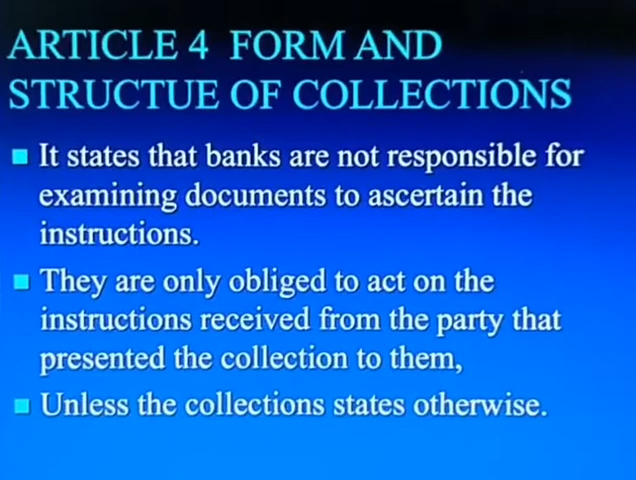 ARTICLE 4 FORM AND
STRUCTUE OF COLLECTIONS
It states that banks are not responsible for
examining documents to ascertain the
instructions.
They are only obliged to act on the
instructions received from the party that
presented the collection to them,
Unless the collections states otherwise.